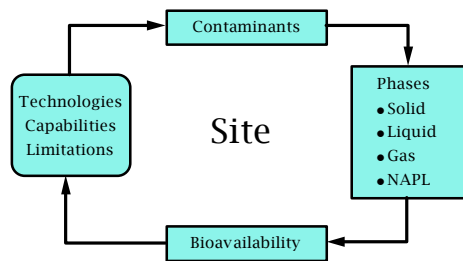 Contaminants
Technologies
Capabilities
Limitations
Site
Phases
• Solid
• Liquid
• Gas
• NAPL
Bioavailability